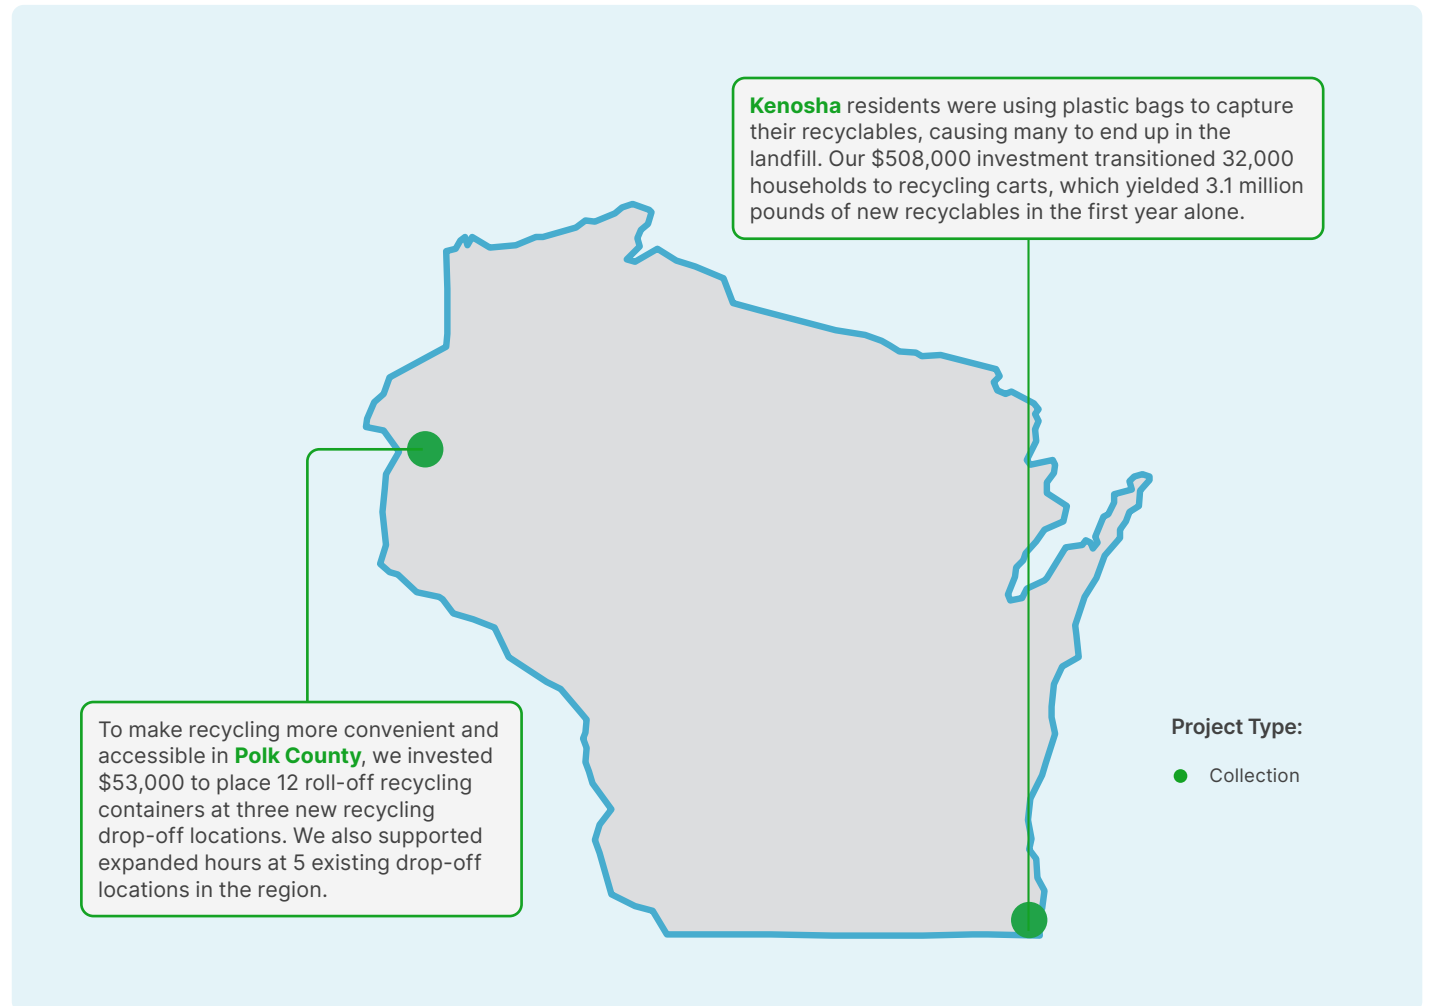 Kenosha residents were using plastic bags to capture
their recyclables, causing many to end up in the
landfill. Our $508,000 investment transitioned 32,000
households to recycling carts, which yielded 3.1 million
pounds of new recyclables in the first year alone.
To make recycling more convenient and
accessible in Polk County, we invested
$53,000 to place 12 roll-off recycling
containers at three new recycling
drop-off locations. We also supported
expanded hours at 5 existing drop-off
locations in the region.
Project Type:
Collection